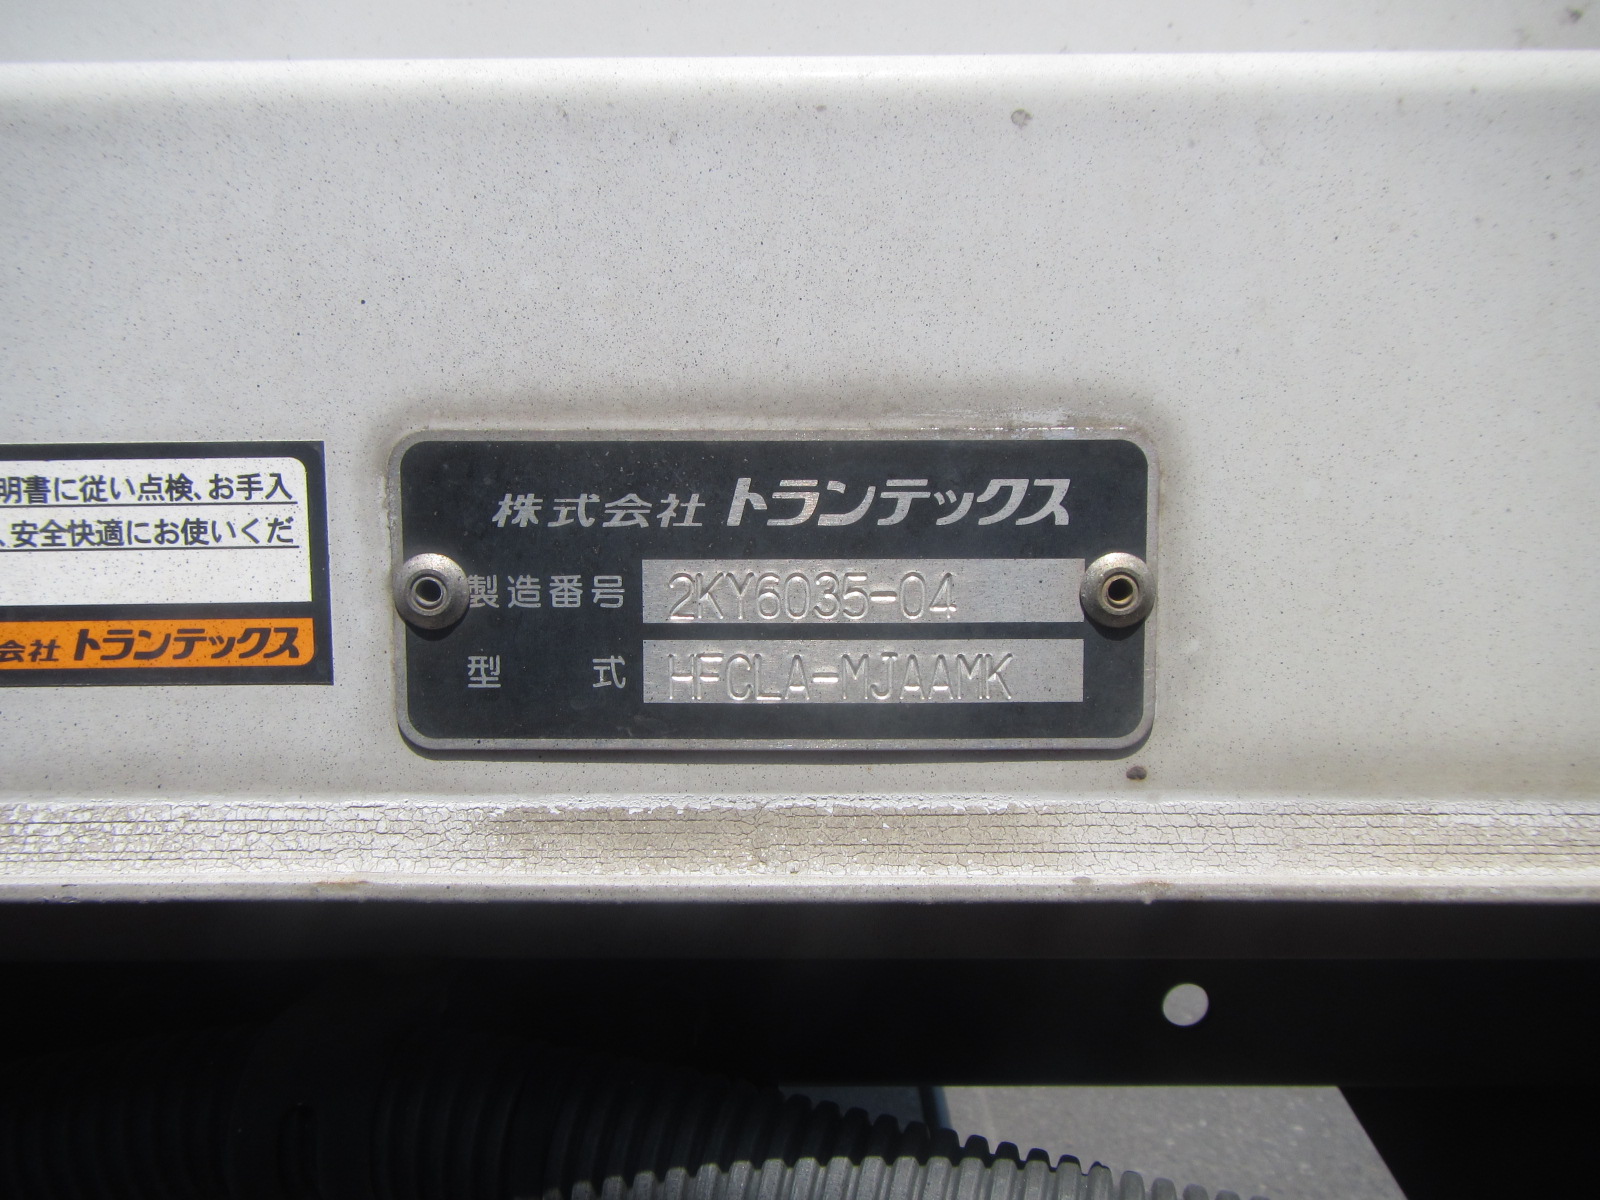 明書に従い点検、お手入
、安全快適にお使いくだ
会社 トランテックス
株式会社 トランテックス
製造番号 2KY6035-04
型式 HFCLA-MJAAMK